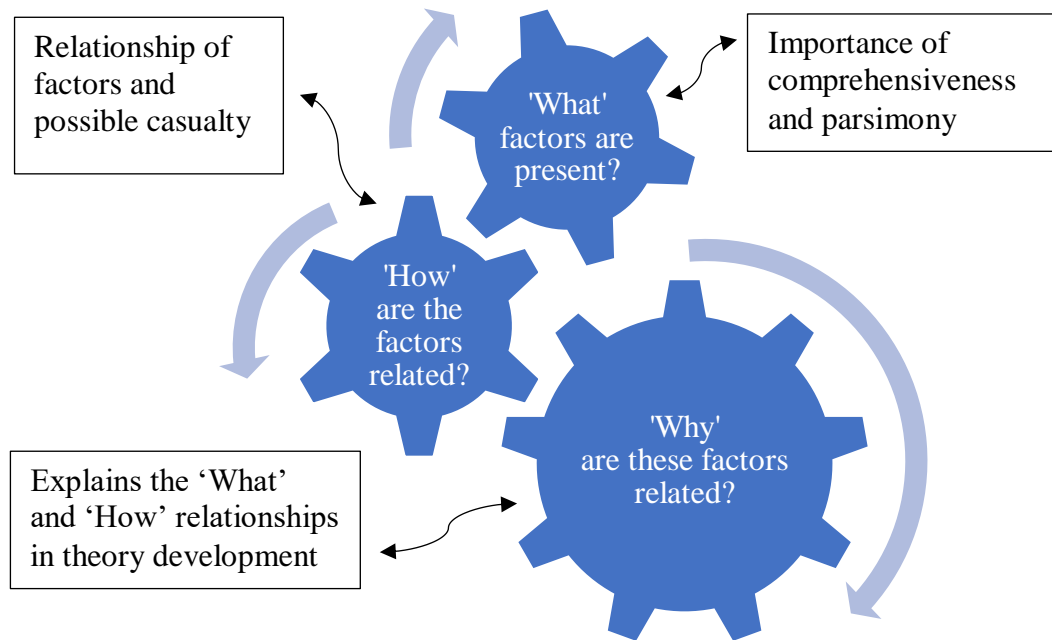 Relationship of
factors and
possible casualty
'What'
factors are
present?
Importance of
comprehensiveness
and parsimony
'How'
are the
factors
related?
'Why'
are these factors
related?
Explains the ‘What’
and ‘How’ relationships
in theory development